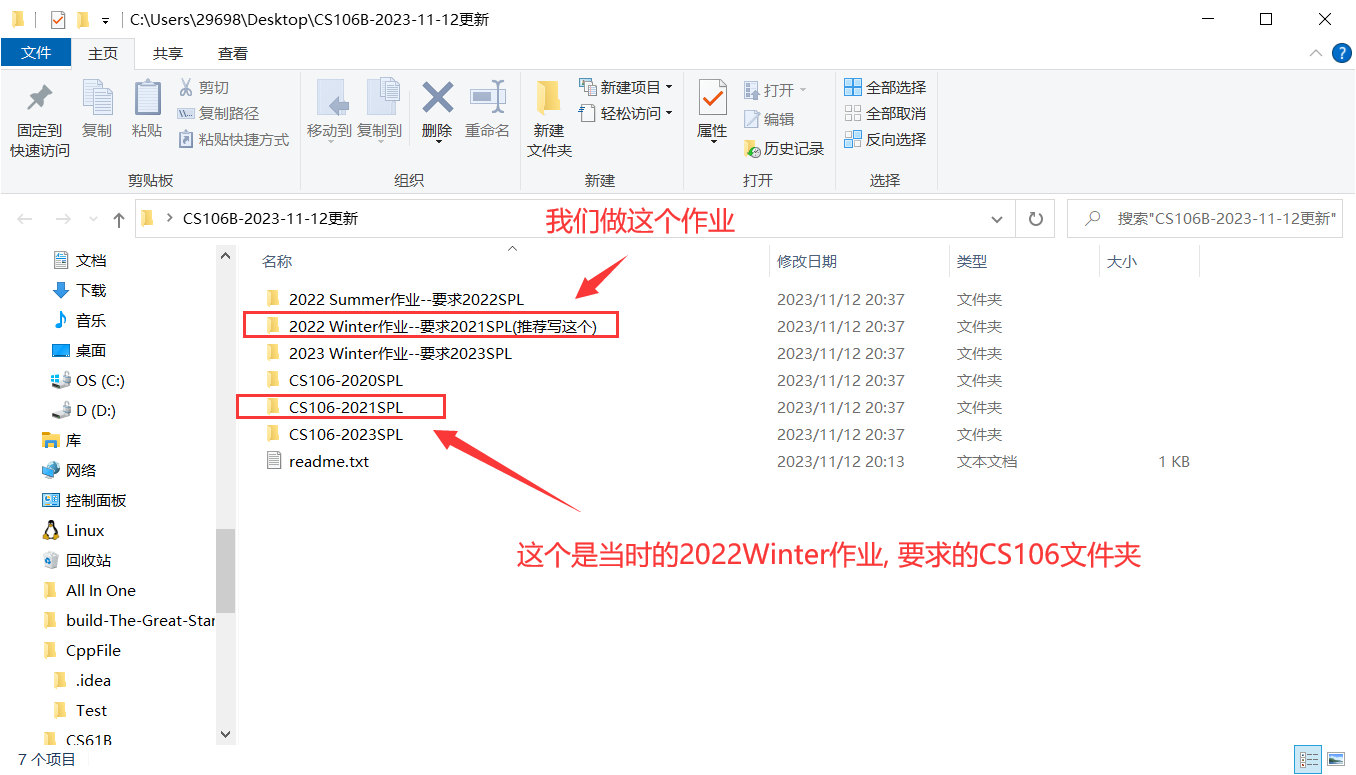 C:\Users\29698\Desktop\CS106B-2023-11-12更新
文件 主页 共享 查看
固定到快速访问
复制
粘贴
剪切
复制路径
粘贴快捷方式
剪贴板
移动到 复制到 删除 重命名
组织
新建文件夹
新建项目
轻松访问
新建
属性
打开
编辑
历史记录
打开
全部选择
全部取消
反向选择
选择
CS106B-2023-11-12更新
我们做这个作业
搜索"CS106B-2023-11-12更新"
文档
下载
音乐
桌面
OS (C:)
D (D:)
库
网络
控制面板
Linux
回收站
All In One
build-The-Great-Star
CppFile
.idea
Test
CS61B
名称 修改日期 类型 大小
2022 Summer作业--要求2022SPL 2023/11/12 20:37 文件夹
2022 Winter作业--要求2021SPL(推荐写这个) 2023/11/12 20:37 文件夹
2023 Winter作业--要求2023SPL 2023/11/12 20:37 文件夹
CS106-2020SPL 2023/11/12 20:37 文件夹
CS106-2021SPL 2023/11/12 20:37 文件夹
CS106-2023SPL 2023/11/12 20:37 文件夹
readme.txt 2023/11/12 20:13 文本文档 1 KB
这个是当时的2022Winter作业, 要求的CS106文件夹
7 个项目